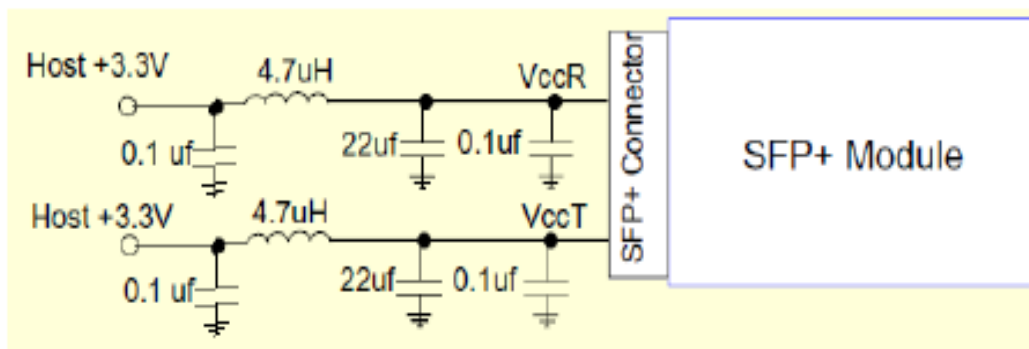 Host +3.3V
4.7uH
VccR
0.1 uf
22uf
0.1uf
Host +3.3V
4.7uH
VccT
0.1 uf
22uf
0.1uf
SFP+ Connector
SFP+ Module